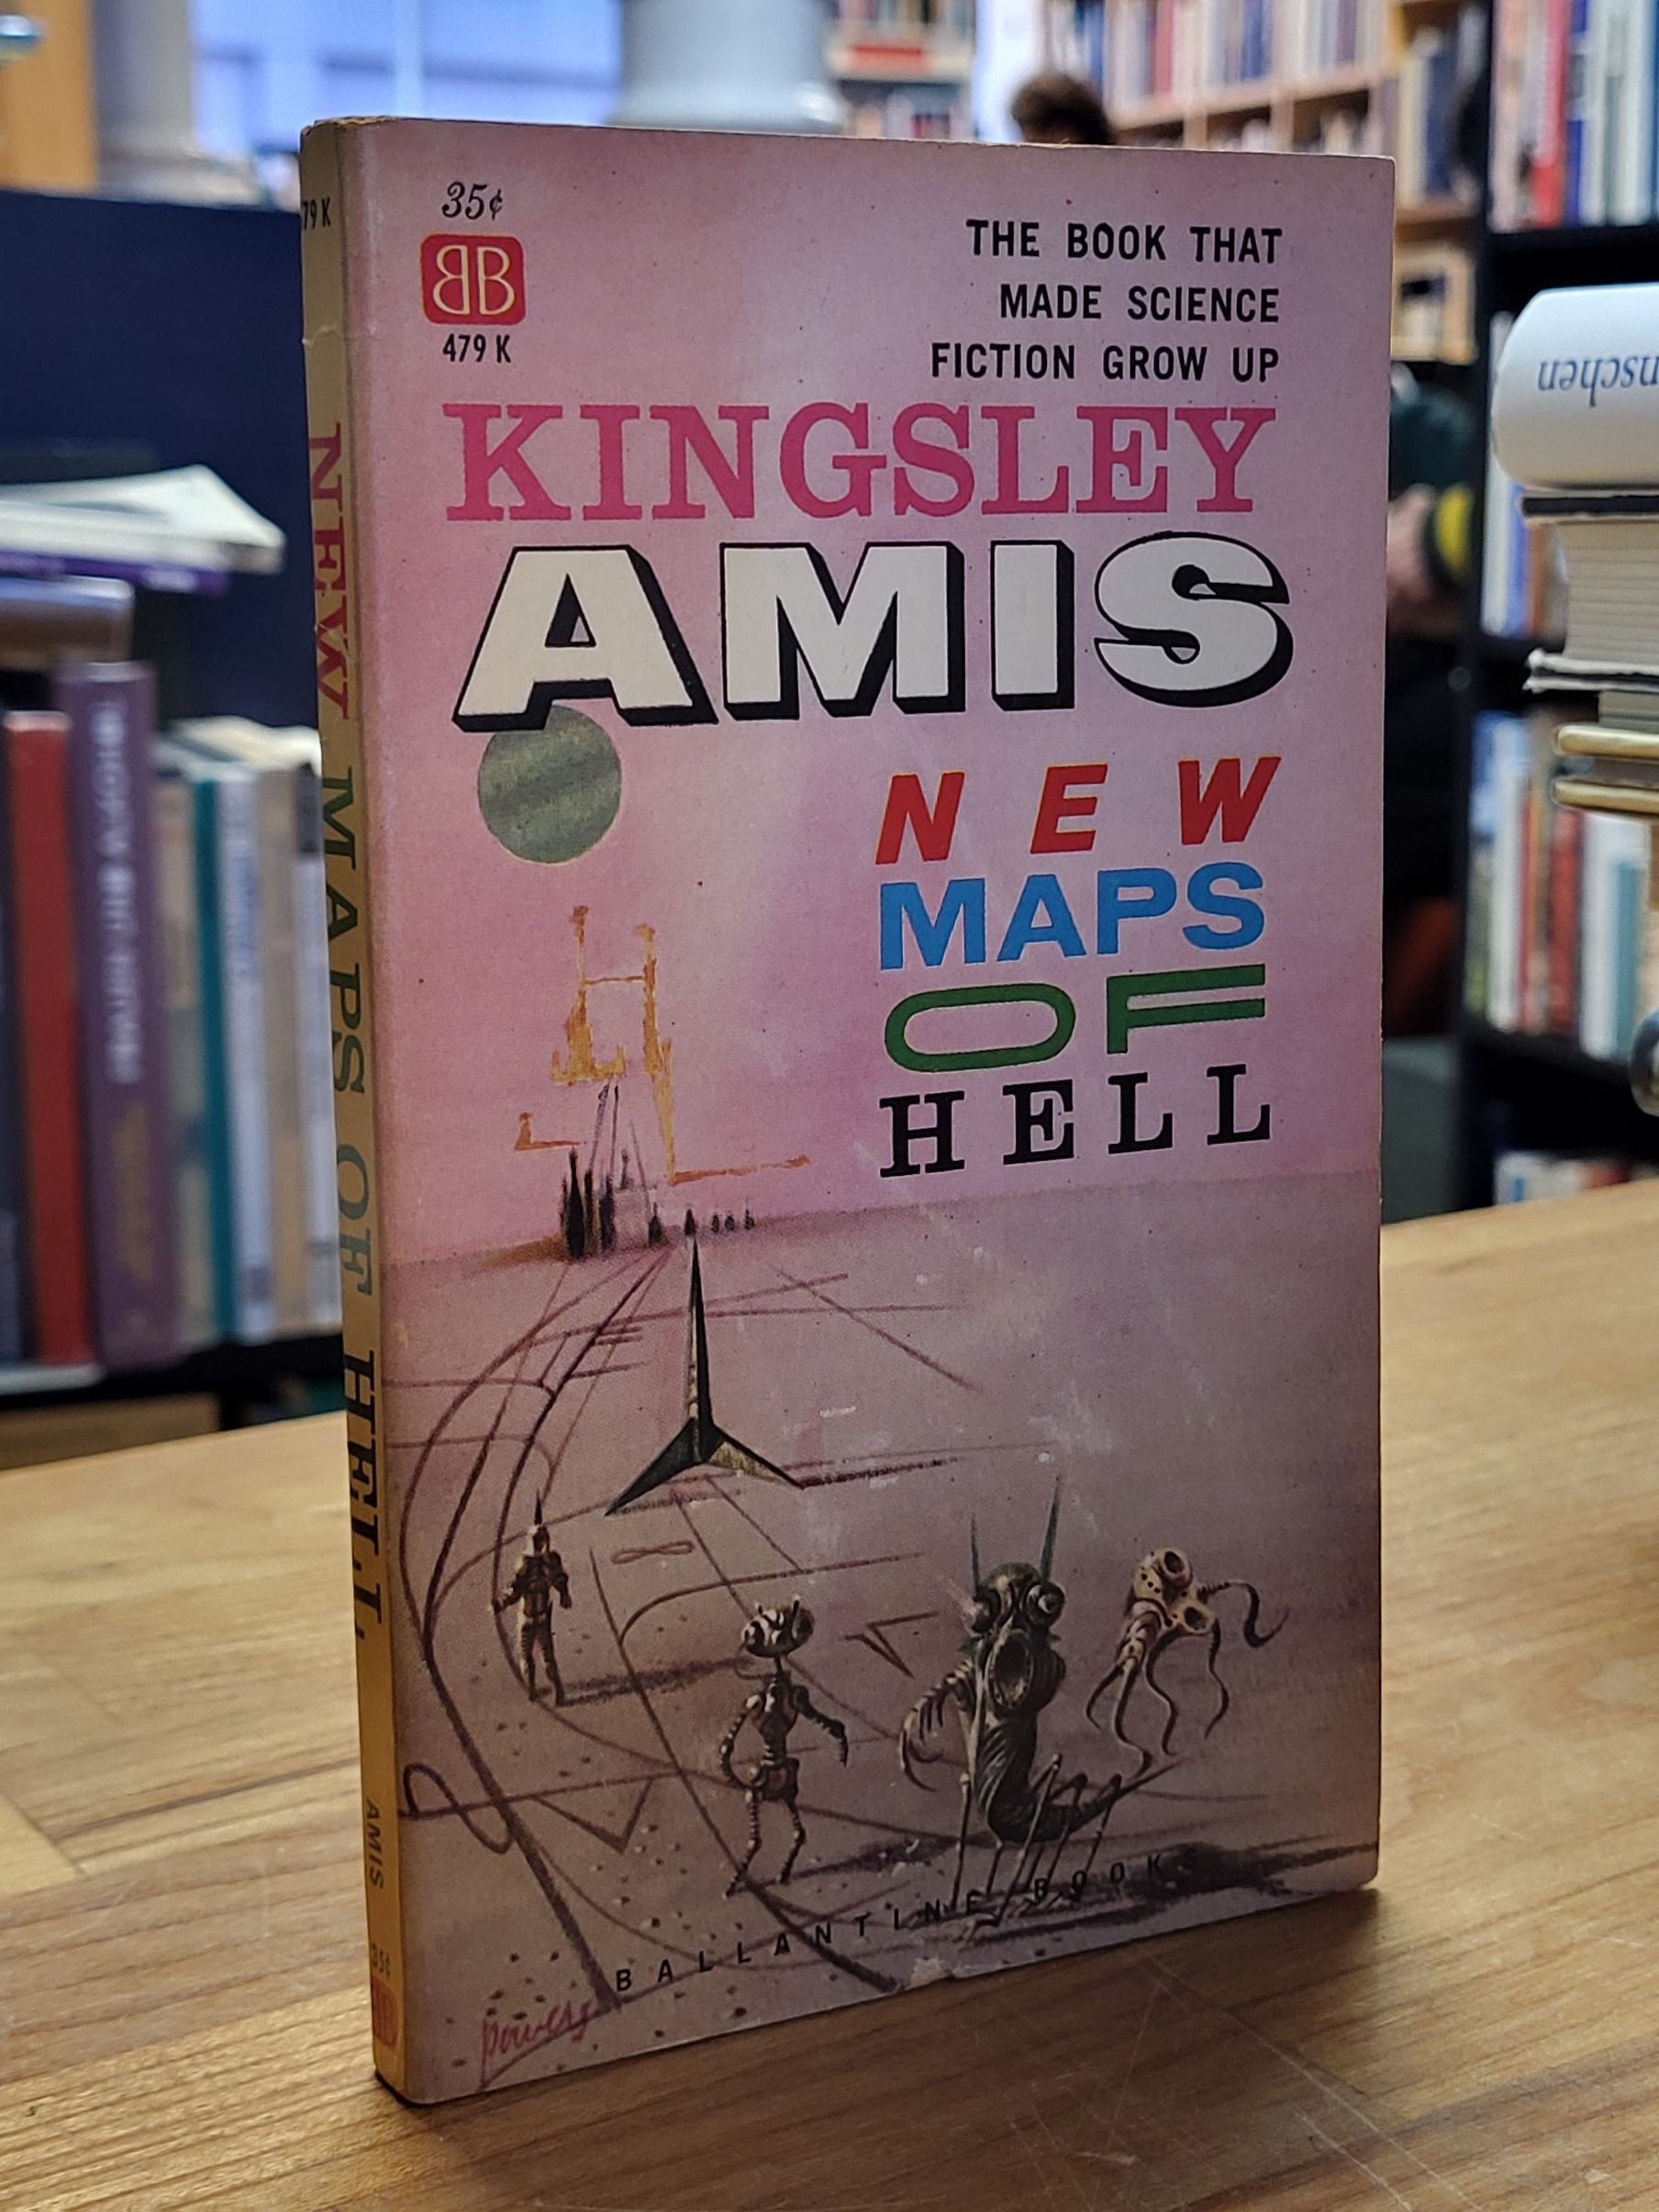 35¢
BB
479 K
THE BOOK THAT
MADE SCIENCE
FICTION GROW UP
KINGSLEY
AMIS
NEW
MAPS
OF
HELL
BALLANTINE BOOKS
Powers
79 K
NEW MAPS OF HELL
AMIS
35¢
nschen